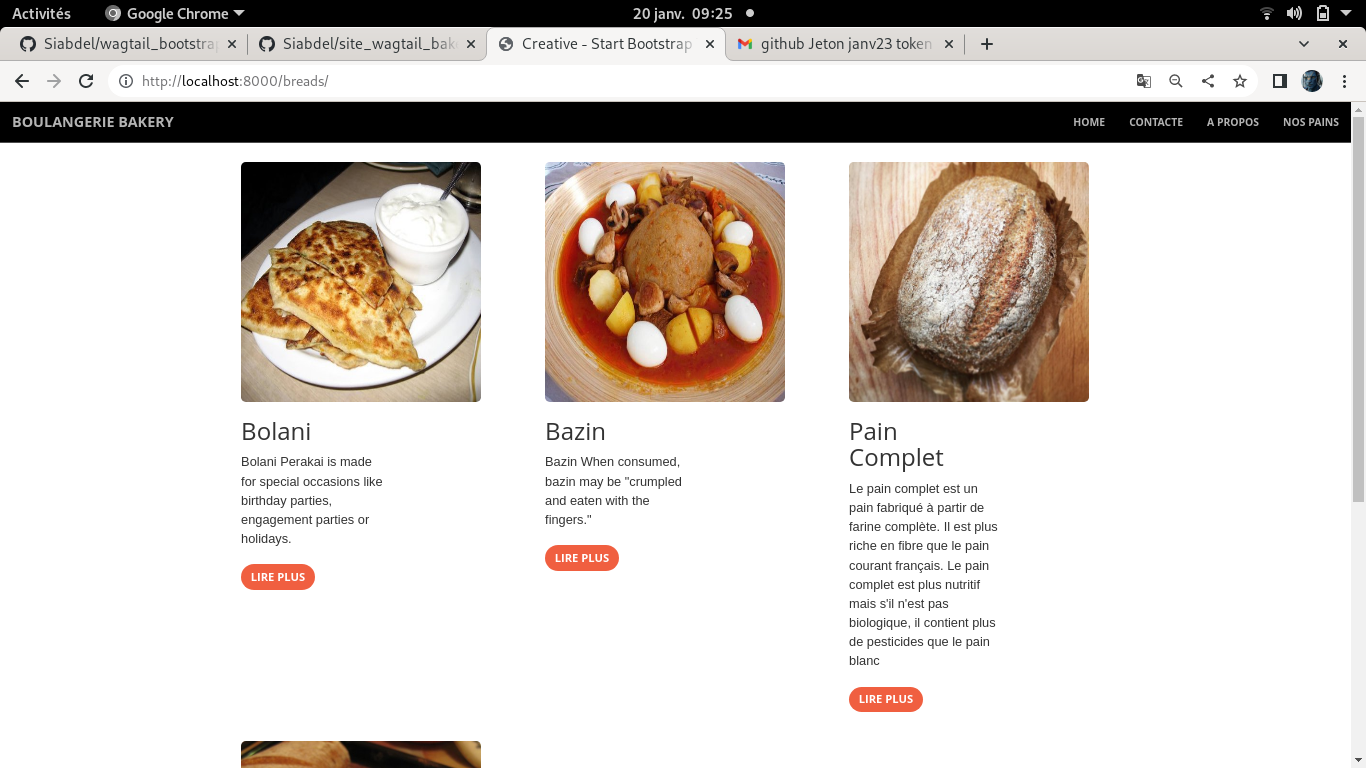 Activités
Google Chrome
20 janv. 09:25
Siabdel/wagtail_bootstra
Siabdel/site_wagtail_bak
Creative - Start Bootstrap
github Jeton janv23 token
http://localhost:8000/breads/
BOULANGERIE BAKERY
HOME
CONTACTE
A PROPOS
NOS PAINS
Bolani
Bolani Perakai is made
for special occasions like
birthday parties,
engagement parties or
holidays.
LIRE PLUS
Bazin
Bazin When consumed,
bazin may be "crumpled
and eaten with the
fingers."
LIRE PLUS
Pain
Complet
Le pain complet est un
pain fabriqué à partir de
farine complète. Il est plus
riche en fibre que le pain
courant français. Le pain
complet est plus nutritif
mais s'il n'est pas
biologique, il contient plus
de pesticides que le pain
blanc
LIRE PLUS